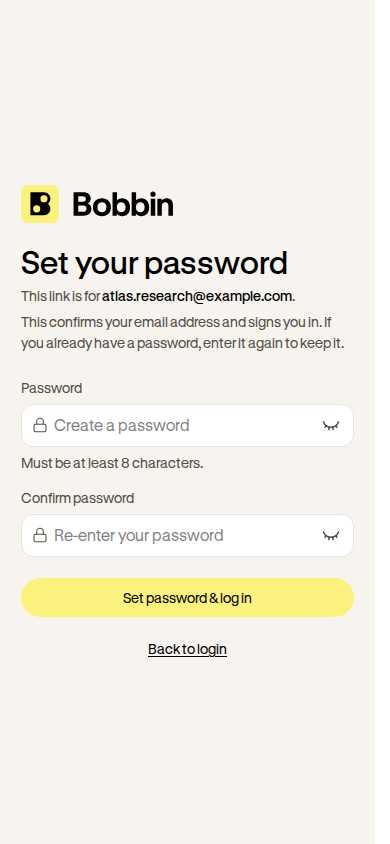 Bobbin
Set your password
This link is for atlas.research@example.com.
This confirms your email address and signs you in. If
you already have a password, enter it again to keep it.
Password
Create a password
Must be at least 8 characters.
Confirm password
Re-enter your password
Set password & log in
Back to login